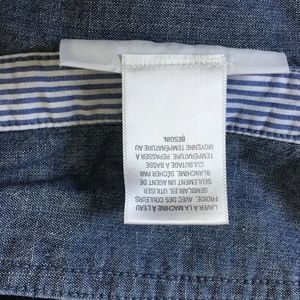 LAVER À LA MACHINE À L'EAU
FROIDE, AVEC DES COULEURS
SEMBLABLES. UTILISER
SEULEMENT UN AGENT DE
BLANCHIME. SÉCHER PAR
CULBUTAGE À BASSE
TEMPÉRATURE REPASSER À
MOYENNE TEMPÉRATURE AU
BESOIN.